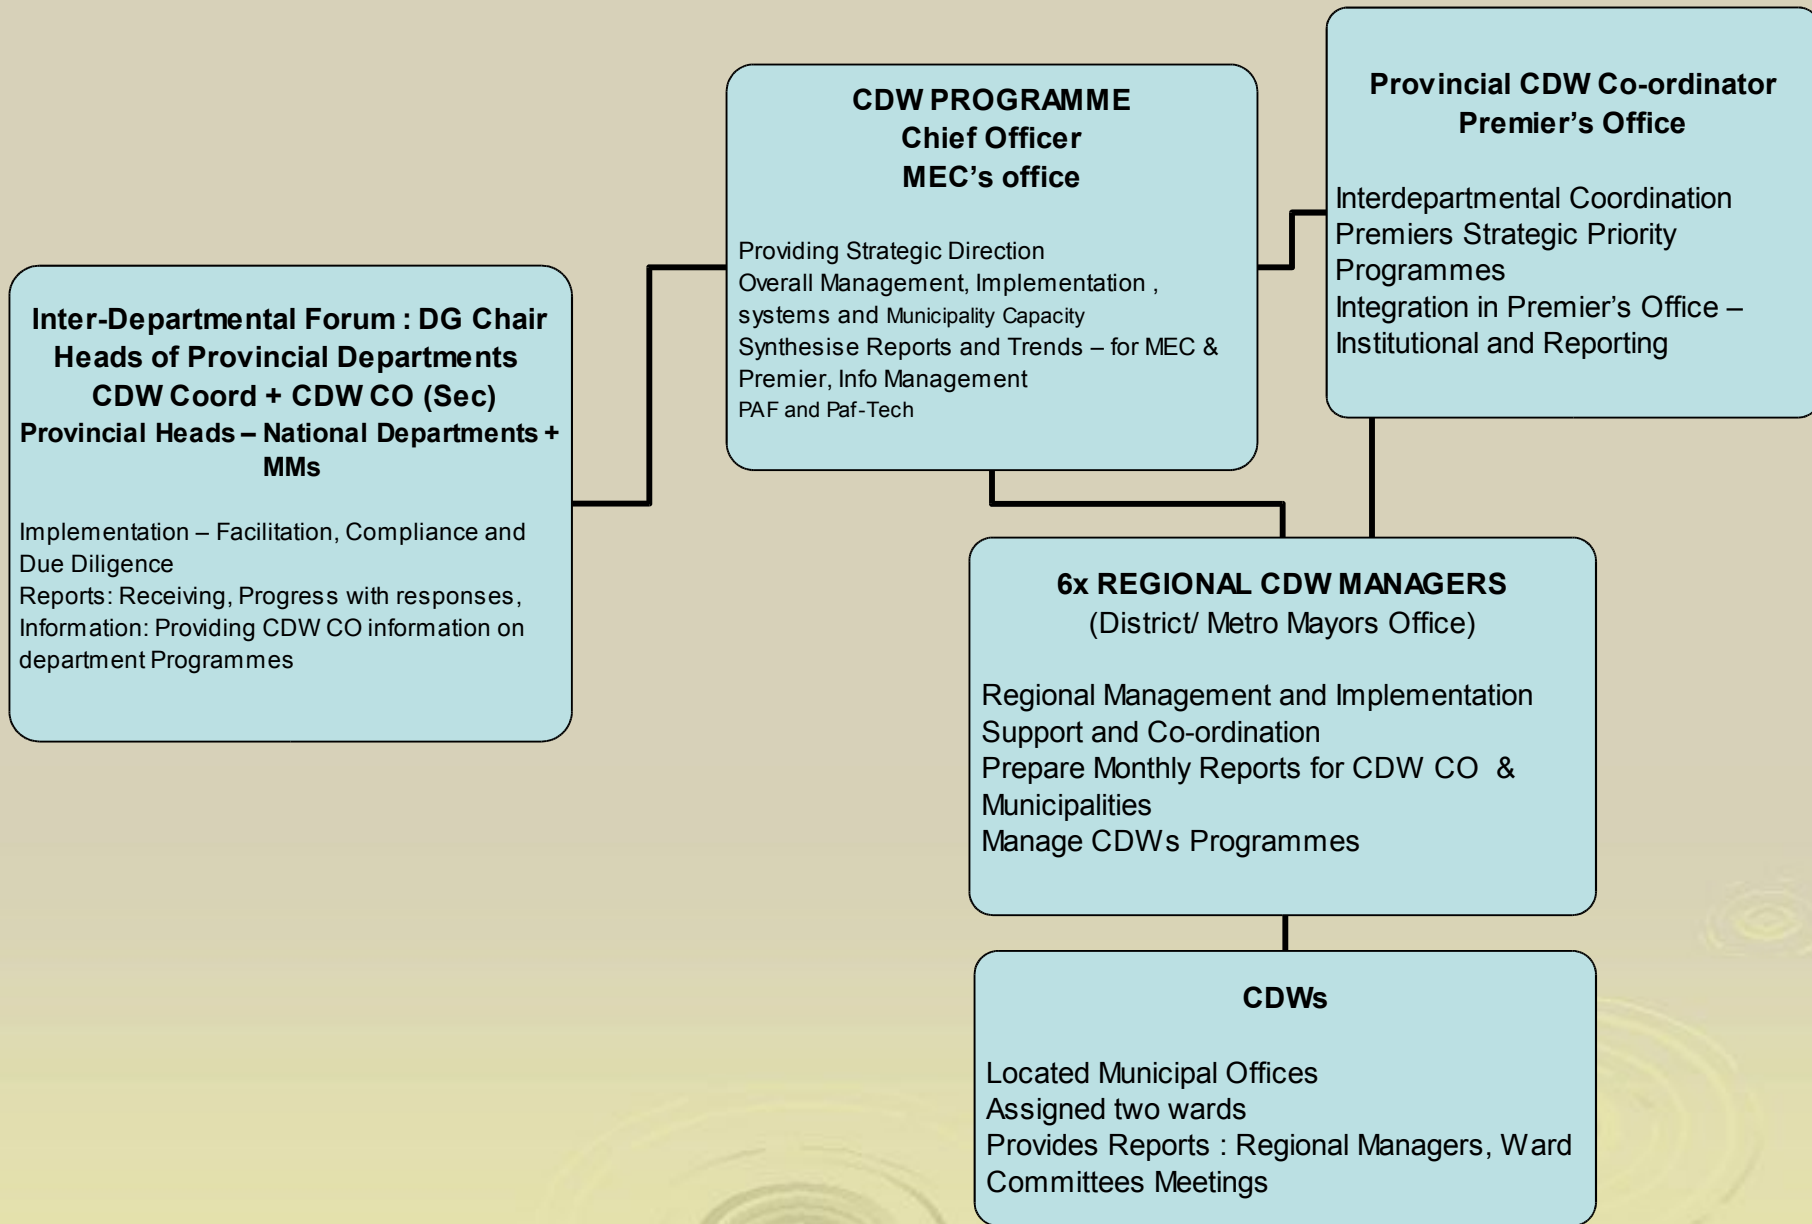 Inter-Departmental Forum : DG Chair
Heads of Provincial Departments
CDW Coord + CDW CO (Sec)
Provincial Heads – National Departments +
MMs
Implementation – Facilitation, Compliance and
Due Diligence
Reports: Receiving, Progress with responses,
Information: Providing CDW CO information on
department Programmes
CDW PROGRAMME
Chief Officer
MEC’s office
Providing Strategic Direction
Overall Management, Implementation ,
systems and Municipality Capacity
Synthesise Reports and Trends – for MEC &
Premier, Info Management
PAF and Paf-Tech
Provincial CDW Co-ordinator
Premier’s Office
Interdepartmental Coordination
Premiers Strategic Priority
Programmes
Integration in Premier’s Office –
Institutional and Reporting
6x REGIONAL CDW MANAGERS
(District/ Metro Mayors Office)
Regional Management and Implementation
Support and Co-ordination
Prepare Monthly Reports for CDW CO &
Municipalities
Manage CDWs Programmes
CDWs
Located Municipal Offices
Assigned two wards
Provides Reports : Regional Managers, Ward
Committees Meetings